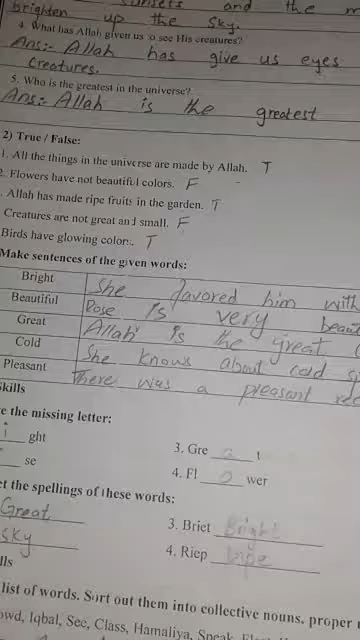 sunsets and the
brighten up the sky.
4. What has Allah given us to see His creatures?
Ans:- Allah has give us eyes
creatures.
5. Who is the greatest in the universe?
Ans:- Allah is the greatest
2) True / False:
1. All the things in the universe are made by Allah. T
2. Flowers have not beautiful colors. F
. Allah has made ripe fruits in the garden. T
Creatures are not great and small. F
Birds have glowing colors. T
Make sentences of the given words:
Bright She favored him with
Beautiful Rose is very
Great Allah is the great
Cold She knows about cold
Pleasant There was a pleasant
kills
the missing letter:
i ght
3. Gre a t
se
4. Fl o wer
the spellings of these words:
Great
3. Briet Bright
sky
4. Riep ripe
lls
list of words. Sort out them into collective nouns, proper
owd, Iqbal, See, Class, Hamaliya, Speak,